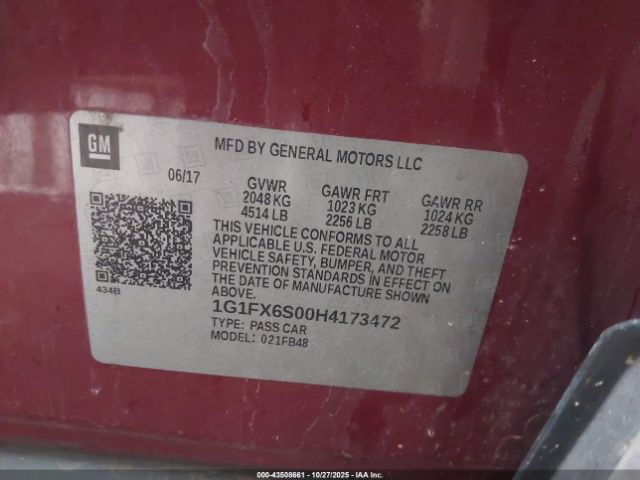 GM
MFD BY GENERAL MOTORS LLC
06/17
GVWR GAWR FRT GAWR RR
2048 KG 1023 KG 1024 KG
4514 LB 2256 LB 2258 LB
THIS VEHICLE CONFORMS TO ALL
APPLICABLE U.S. FEDERAL MOTOR
VEHICLE SAFETY, BUMPER, AND THEFT
PREVENTION STANDARDS IN EFFECT ON
THE DATE OF MANUFACTURE SHOWN
ABOVE.
434B
1G1FX6S00H4173472
TYPE: PASS CAR
MODEL: 021FB48
000-43508661 | 10/27/2025 | IAAC